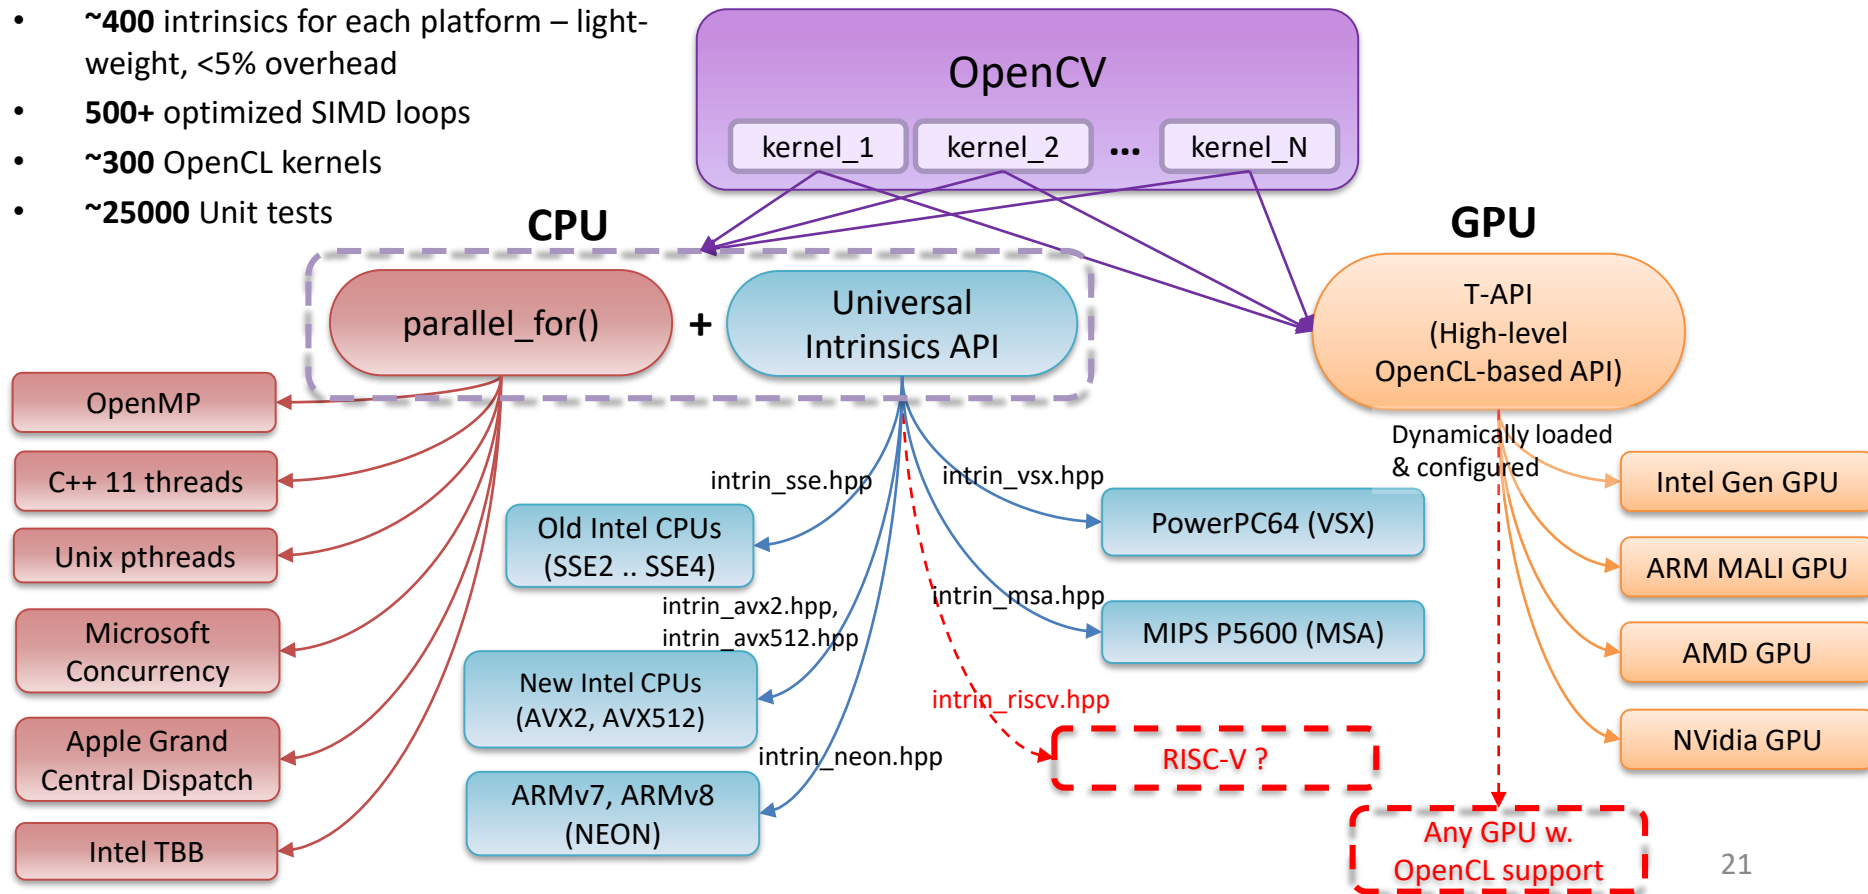 • ~400 intrinsics for each platform – light-
weight, <5% overhead
• 500+ optimized SIMD loops
• ~300 OpenCL kernels
• ~25000 Unit tests
OpenCV
kernel_1 kernel_2 ... kernel_N
CPU
GPU
parallel_for()
+
Universal
Intrinsics API
T-API
(High-level
OpenCL-based API)
Dynamically loaded
& configured
OpenMP
C++ 11 threads
Unix pthreads
Microsoft
Concurrency
Apple Grand
Central Dispatch
Intel TBB
intrin_sse.hpp
Old Intel CPUs
(SSE2 .. SSE4)
intrin_avx2.hpp,
intrin_avx512.hpp
New Intel CPUs
(AVX2, AVX512)
intrin_neon.hpp
ARMv7, ARMv8
(NEON)
intrin_vsx.hpp
PowerPC64 (VSX)
intrin_msa.hpp
MIPS P5600 (MSA)
intrin_riscv.hpp
RISC-V ?
Intel Gen GPU
ARM MALI GPU
AMD GPU
NVidia GPU
Any GPU w.
OpenCL support
21